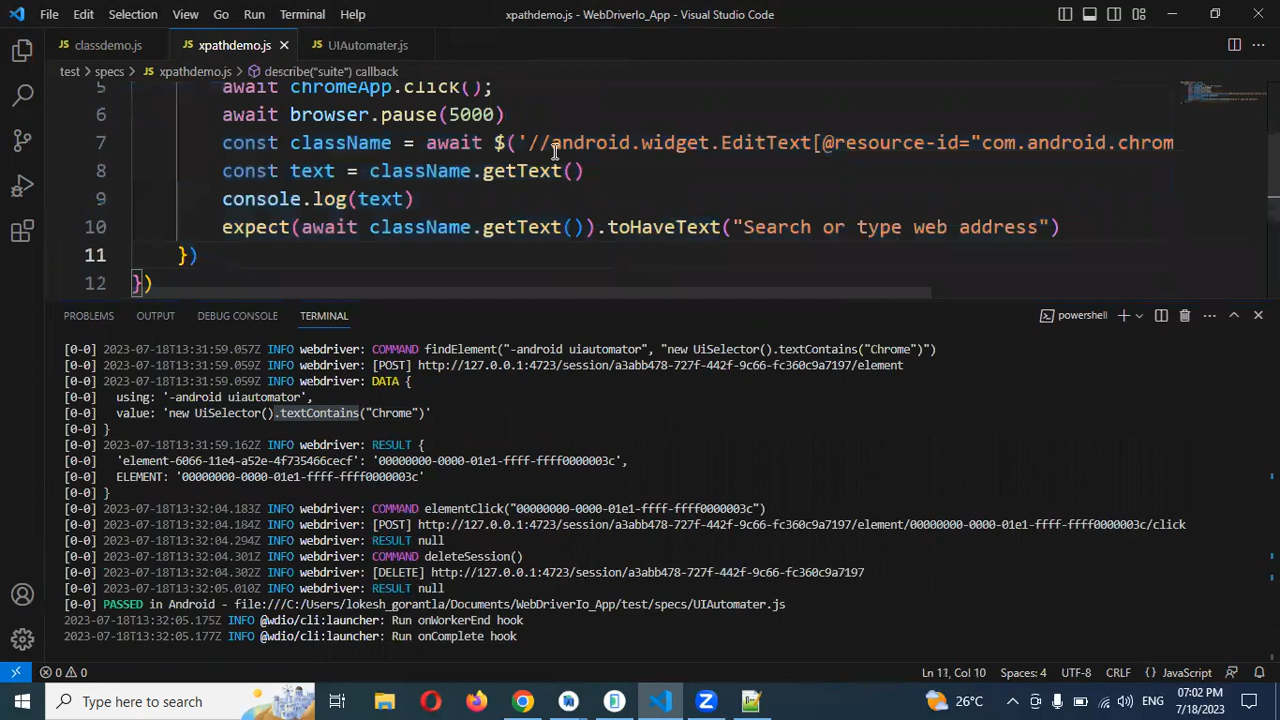 File Edit Selection View Go Run Terminal Help
xpathdemo.js - WebDriverIo_App - Visual Studio Code
JS classdemo.js
JS xpathdemo.js
JS UIAutomater.js
test > specs > JS xpathdemo.js > describe("suite") callback
5 await chromeApp.click();
6 await browser.pause(5000)
7 const className = await $('//android.widget.EditText[@resource-id="com.android.chrom
8 const text = className.getText()
9 console.log(text)
10 expect(await className.getText()).toHaveText("Search or type web address")
11 })
12 })
PROBLEMS OUTPUT DEBUG CONSOLE TERMINAL
powershell
[0-0] 2023-07-18T13:31:59.057Z INFO webdriver: COMMAND findElement("-android uiautomator", "new UiSelector().textContains("Chrome")")
[0-0] 2023-07-18T13:31:59.059Z INFO webdriver: [POST] http://127.0.0.1:4723/session/a3abb478-727f-442f-9c66-fc360c9a7197/element
[0-0] 2023-07-18T13:31:59.059Z INFO webdriver: DATA {
using: '-android uiautomator',
value: 'new UiSelector().textContains("Chrome")'
}
[0-0] 2023-07-18T13:31:59.162Z INFO webdriver: RESULT {
'element-6066-11e4-a52e-4f735466cecf': '00000000-0000-01e1-ffff-ffff0000003c',
ELEMENT: '00000000-0000-01e1-ffff-ffff0000003c'
}
[0-0] 2023-07-18T13:32:04.183Z INFO webdriver: COMMAND elementClick("00000000-0000-01e1-ffff-ffff0000003c")
[0-0] 2023-07-18T13:32:04.184Z INFO webdriver: [POST] http://127.0.0.1:4723/session/a3abb478-727f-442f-9c66-fc360c9a7197/element/00000000-0000-01e1-ffff-ffff0000003c/click
[0-0] 2023-07-18T13:32:04.294Z INFO webdriver: RESULT null
[0-0] 2023-07-18T13:32:04.301Z INFO webdriver: COMMAND deleteSession()
[0-0] 2023-07-18T13:32:04.302Z INFO webdriver: [DELETE] http://127.0.0.1:4723/session/a3abb478-727f-442f-9c66-fc360c9a7197
[0-0] 2023-07-18T13:32:05.010Z INFO webdriver: RESULT null
[0-0] PASSED in Android - file:///C:/Users/lokesh_gorantla/Documents/WebDriverIo_App/test/specs/UIAutomater.js
2023-07-18T13:32:05.175Z INFO @wdio/cli:launcher: Run onWorkerEnd hook
2023-07-18T13:32:05.177Z INFO @wdio/cli:launcher: Run onComplete hook
0 0 Ln 11, Col 10 Spaces: 4 UTF-8 CRLF {} JavaScript
Type here to search
26°C
ENG
07:02 PM
7/18/2023